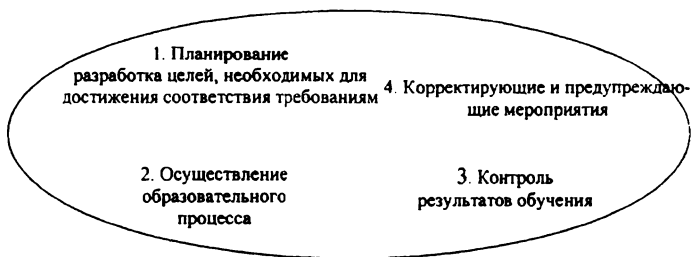 1. Планирование
разработка целей, необходимых для
достижения соответствия требованиям
4. Корректирующие и предупреждаю-
щие мероприятия
2. Осуществление
образовательного
процесса
3. Контроль
результатов обучения